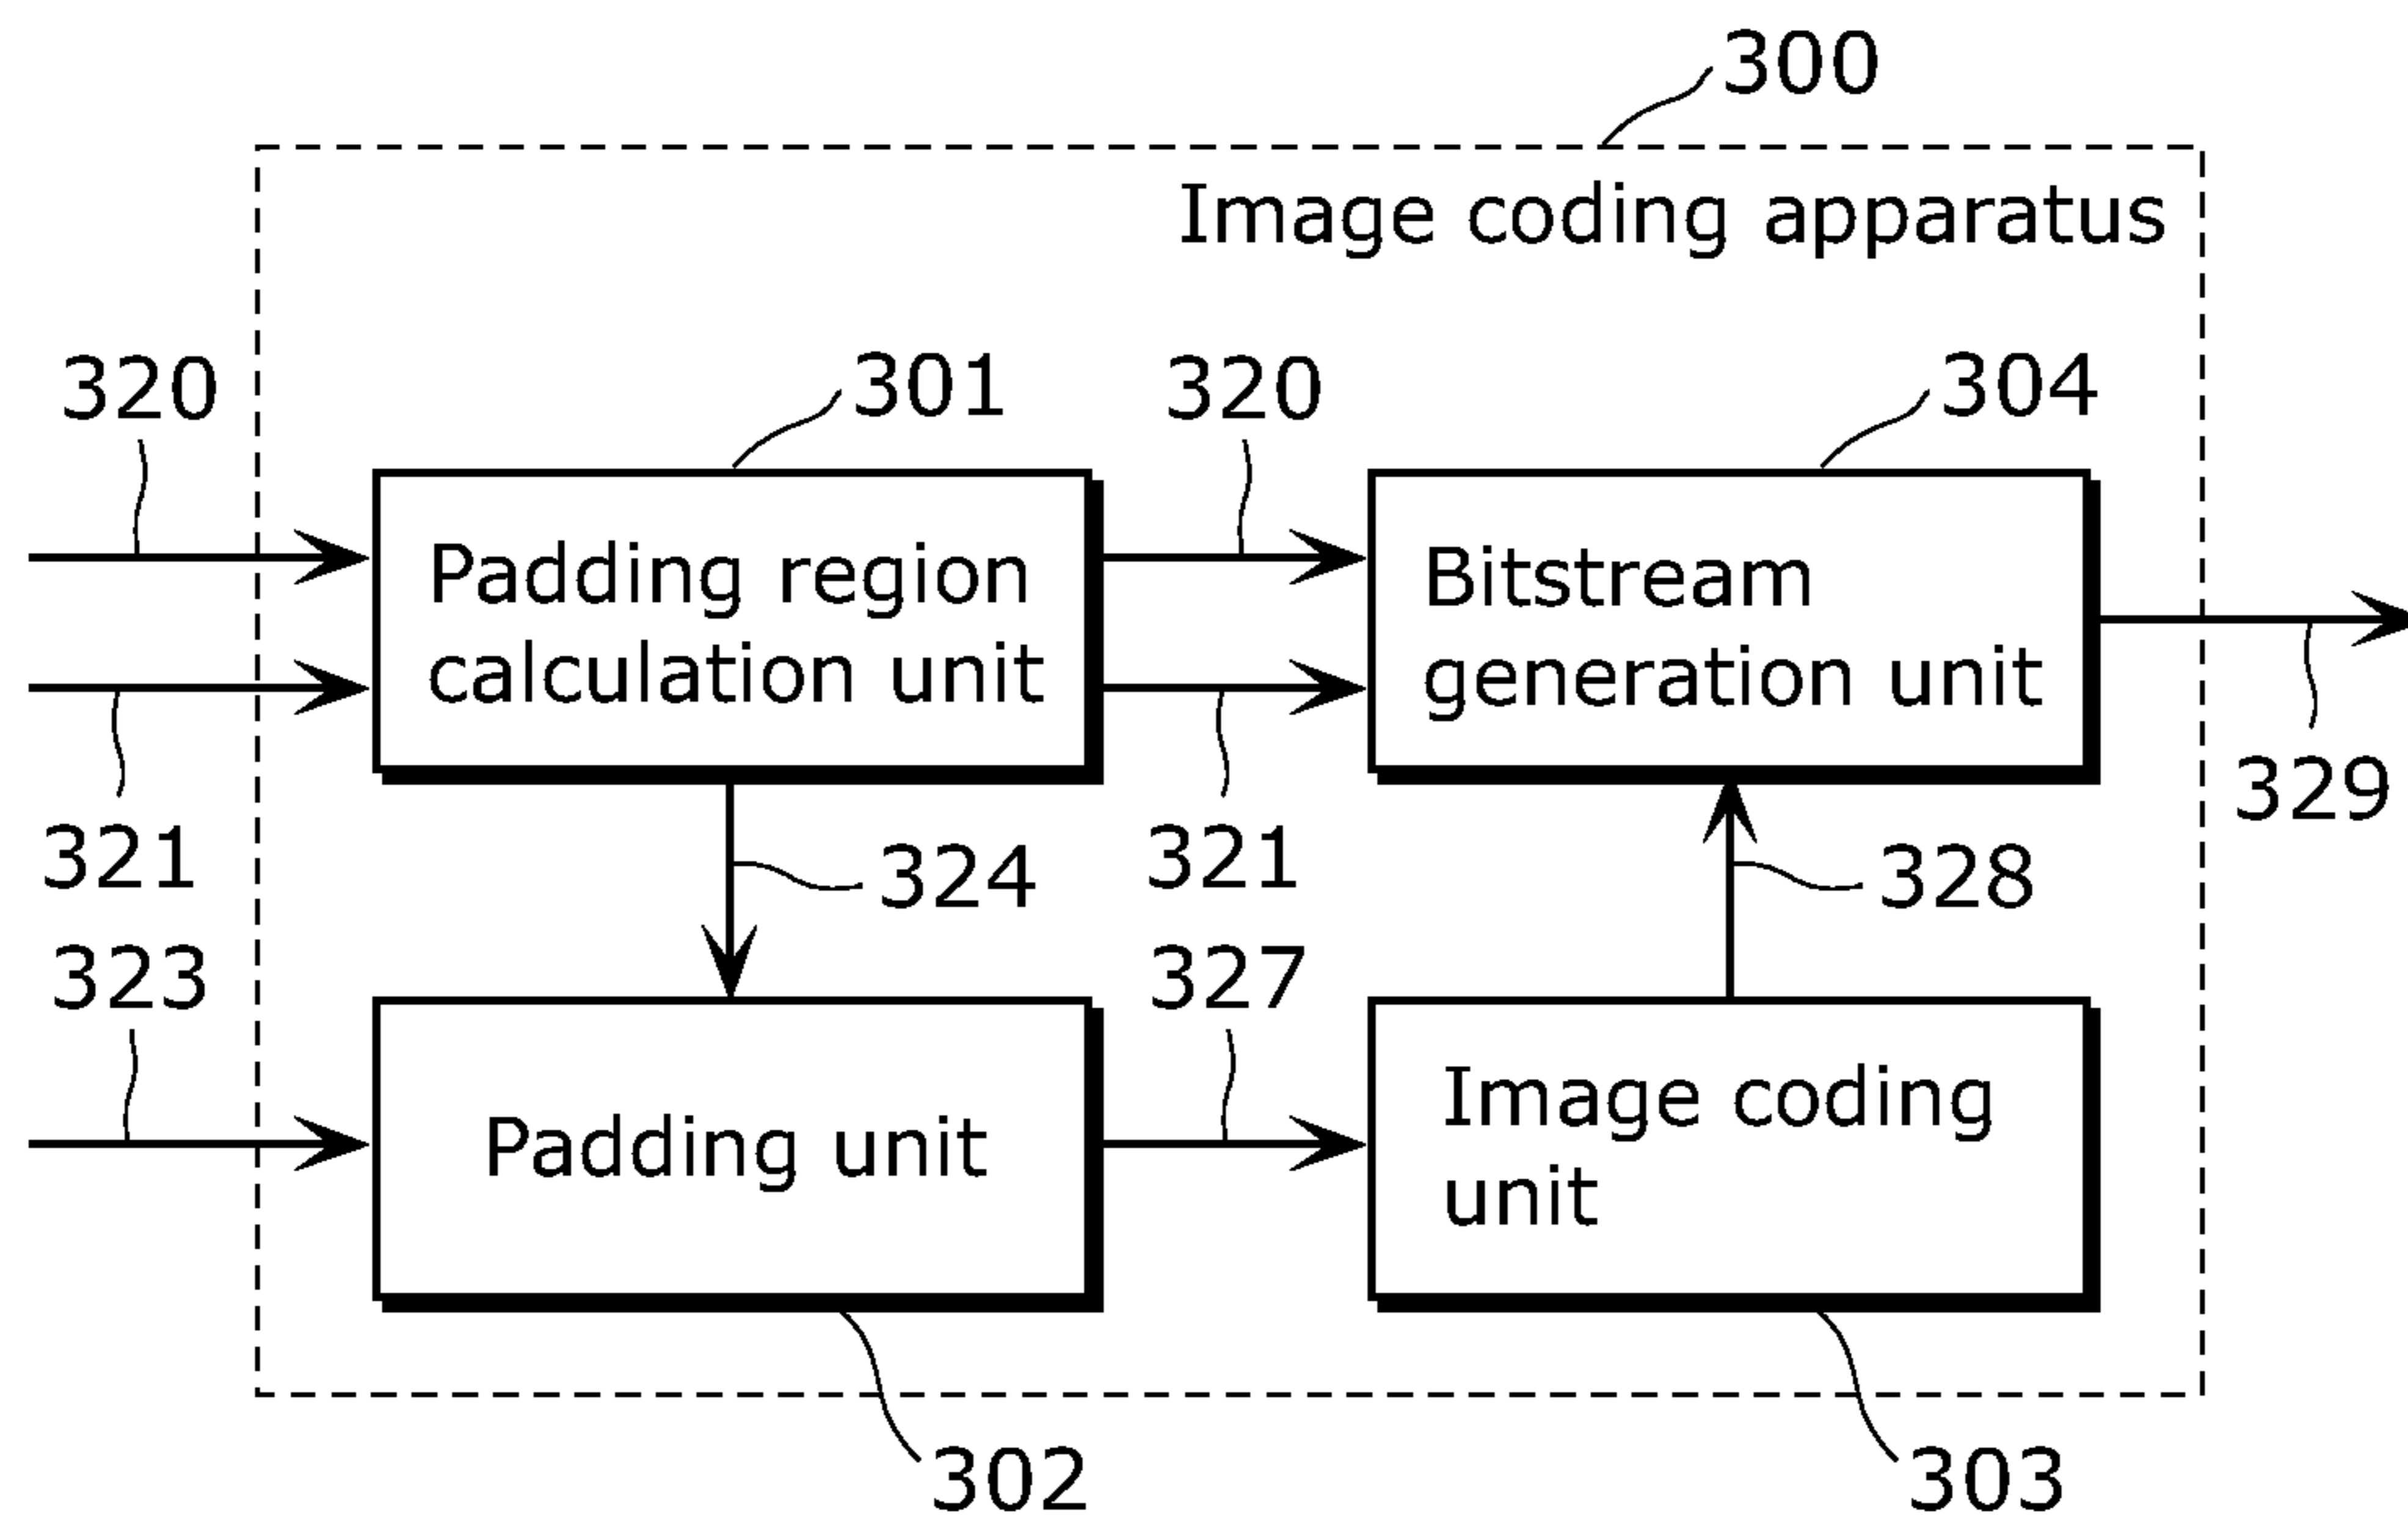 300
Image coding apparatus
320
301
320
304
Padding region
calculation unit
Bitstream
generation unit
321
324
321
328
329
323
327
Padding unit
Image coding
unit
302
303